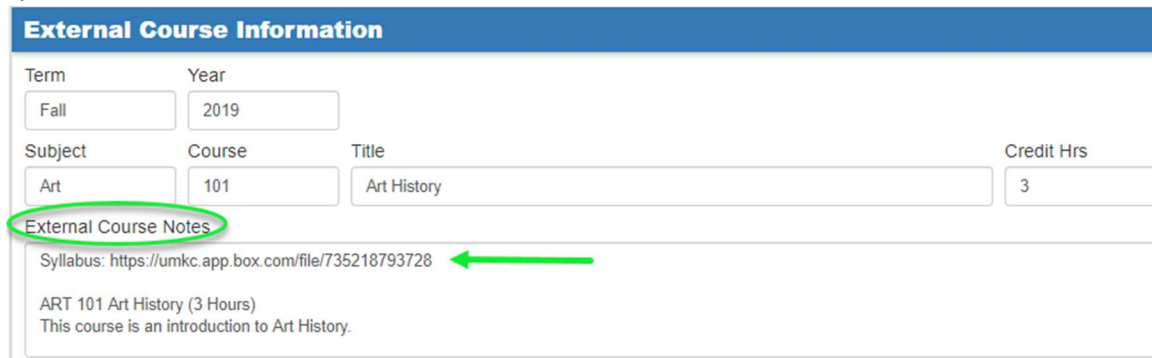 External Course Information
Term Year
Fall 2019
Subject Course Title Credit Hrs
Art 101 Art History 3
External Course Notes
Syllabus: https://umkc.app.box.com/file/735218793728
ART 101 Art History (3 Hours)
This course is an introduction to Art History.